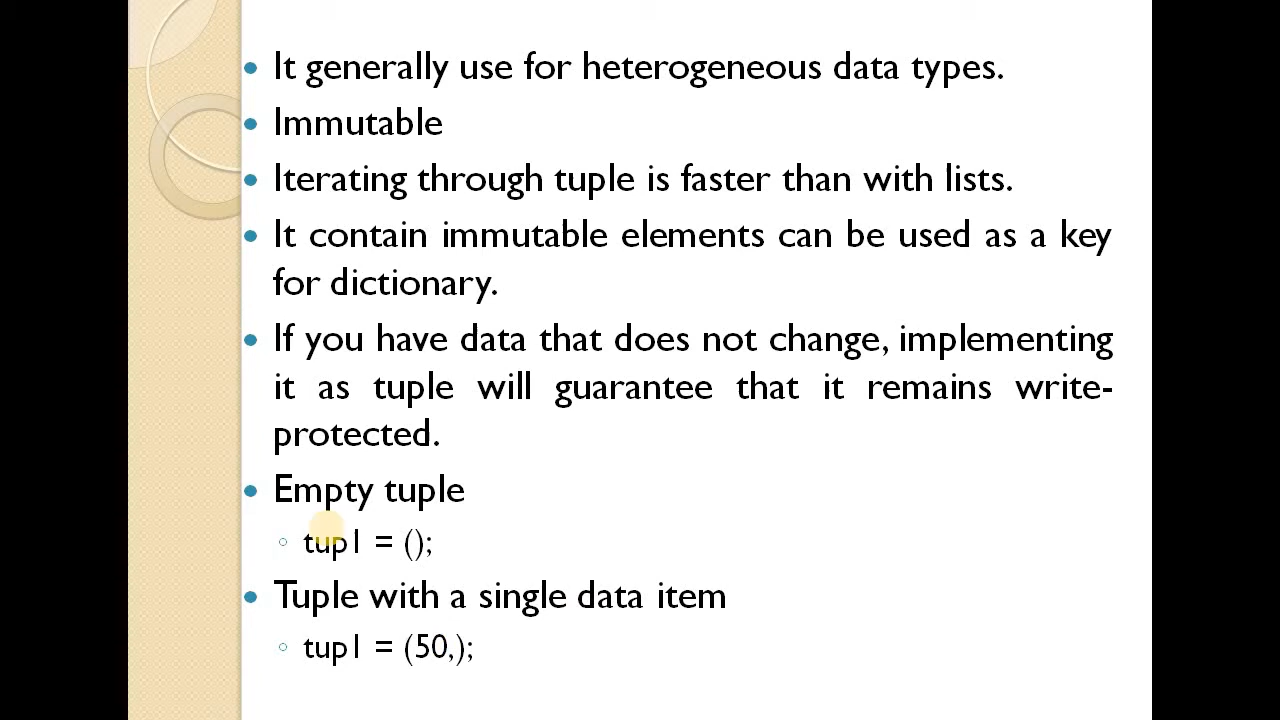 It generally use for heterogeneous data types.
Immutable
Iterating through tuple is faster than with lists.
It contain immutable elements can be used as a key
for dictionary.
If you have data that does not change, implementing
it as tuple will guarantee that it remains write-
protected.
Empty tuple
tup1 = ();
Tuple with a single data item
tup1 = (50,);